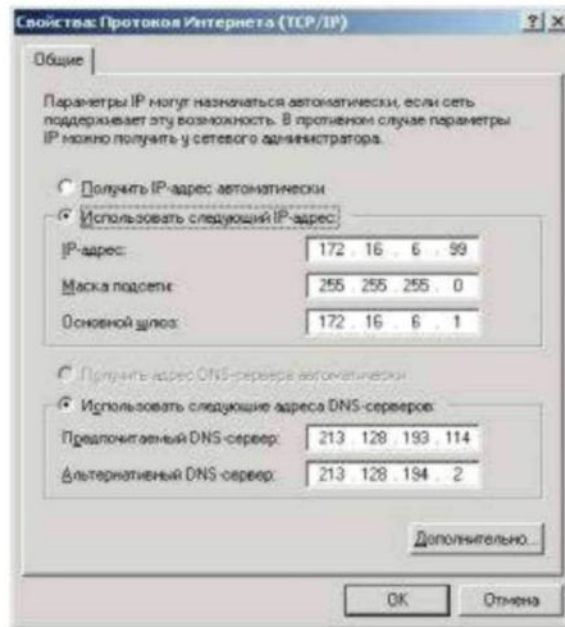 Свойства: Протокол Интернета (TCP/IP)
Общие
Параметры IP могут назначаться автоматически, если сеть
поддерживает эту возможность. В противном случае параметры
IP можно получить у сетевого администратора.
Получить IP-адрес автоматически
Использовать следующий IP-адрес:
IP-адрес: 172 . 16 . 6 . 99
Маска подсети: 255 . 255 . 255 . 0
Основной шлюз: 172 . 16 . 6 . 1
Получить адрес DNS-сервера автоматически
Использовать следующие адреса DNS-серверов:
Предпочитаемый DNS-сервер: 213 . 128 . 193 . 114
Альтернативный DNS-сервер: 213 . 128 . 194 . 2
Дополнительно...
OK Отмена